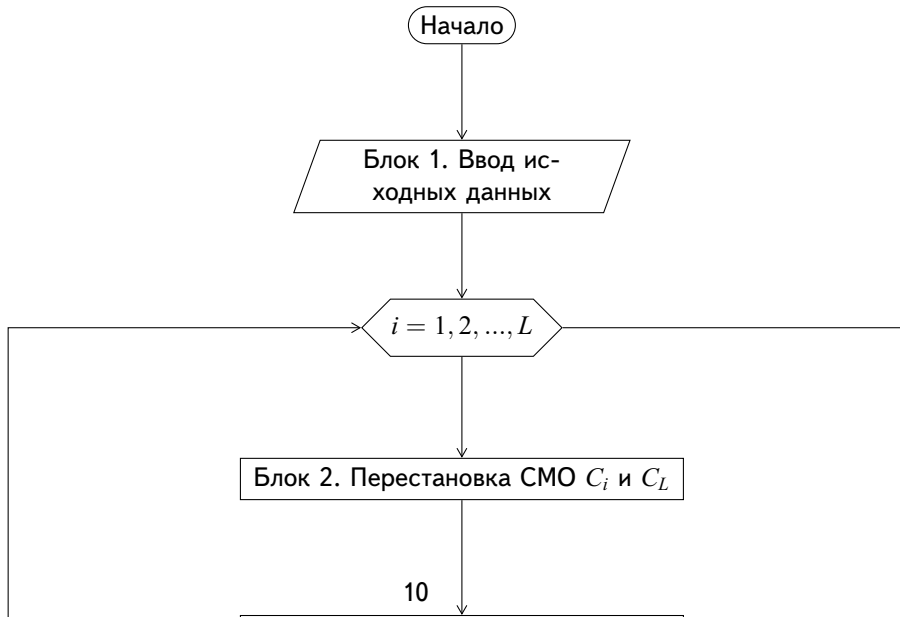 Начало
Блок 1. Ввод ис-
ходных данных
i = 1, 2, ..., L
Блок 2. Перестановка СМО C_i и C_L
10